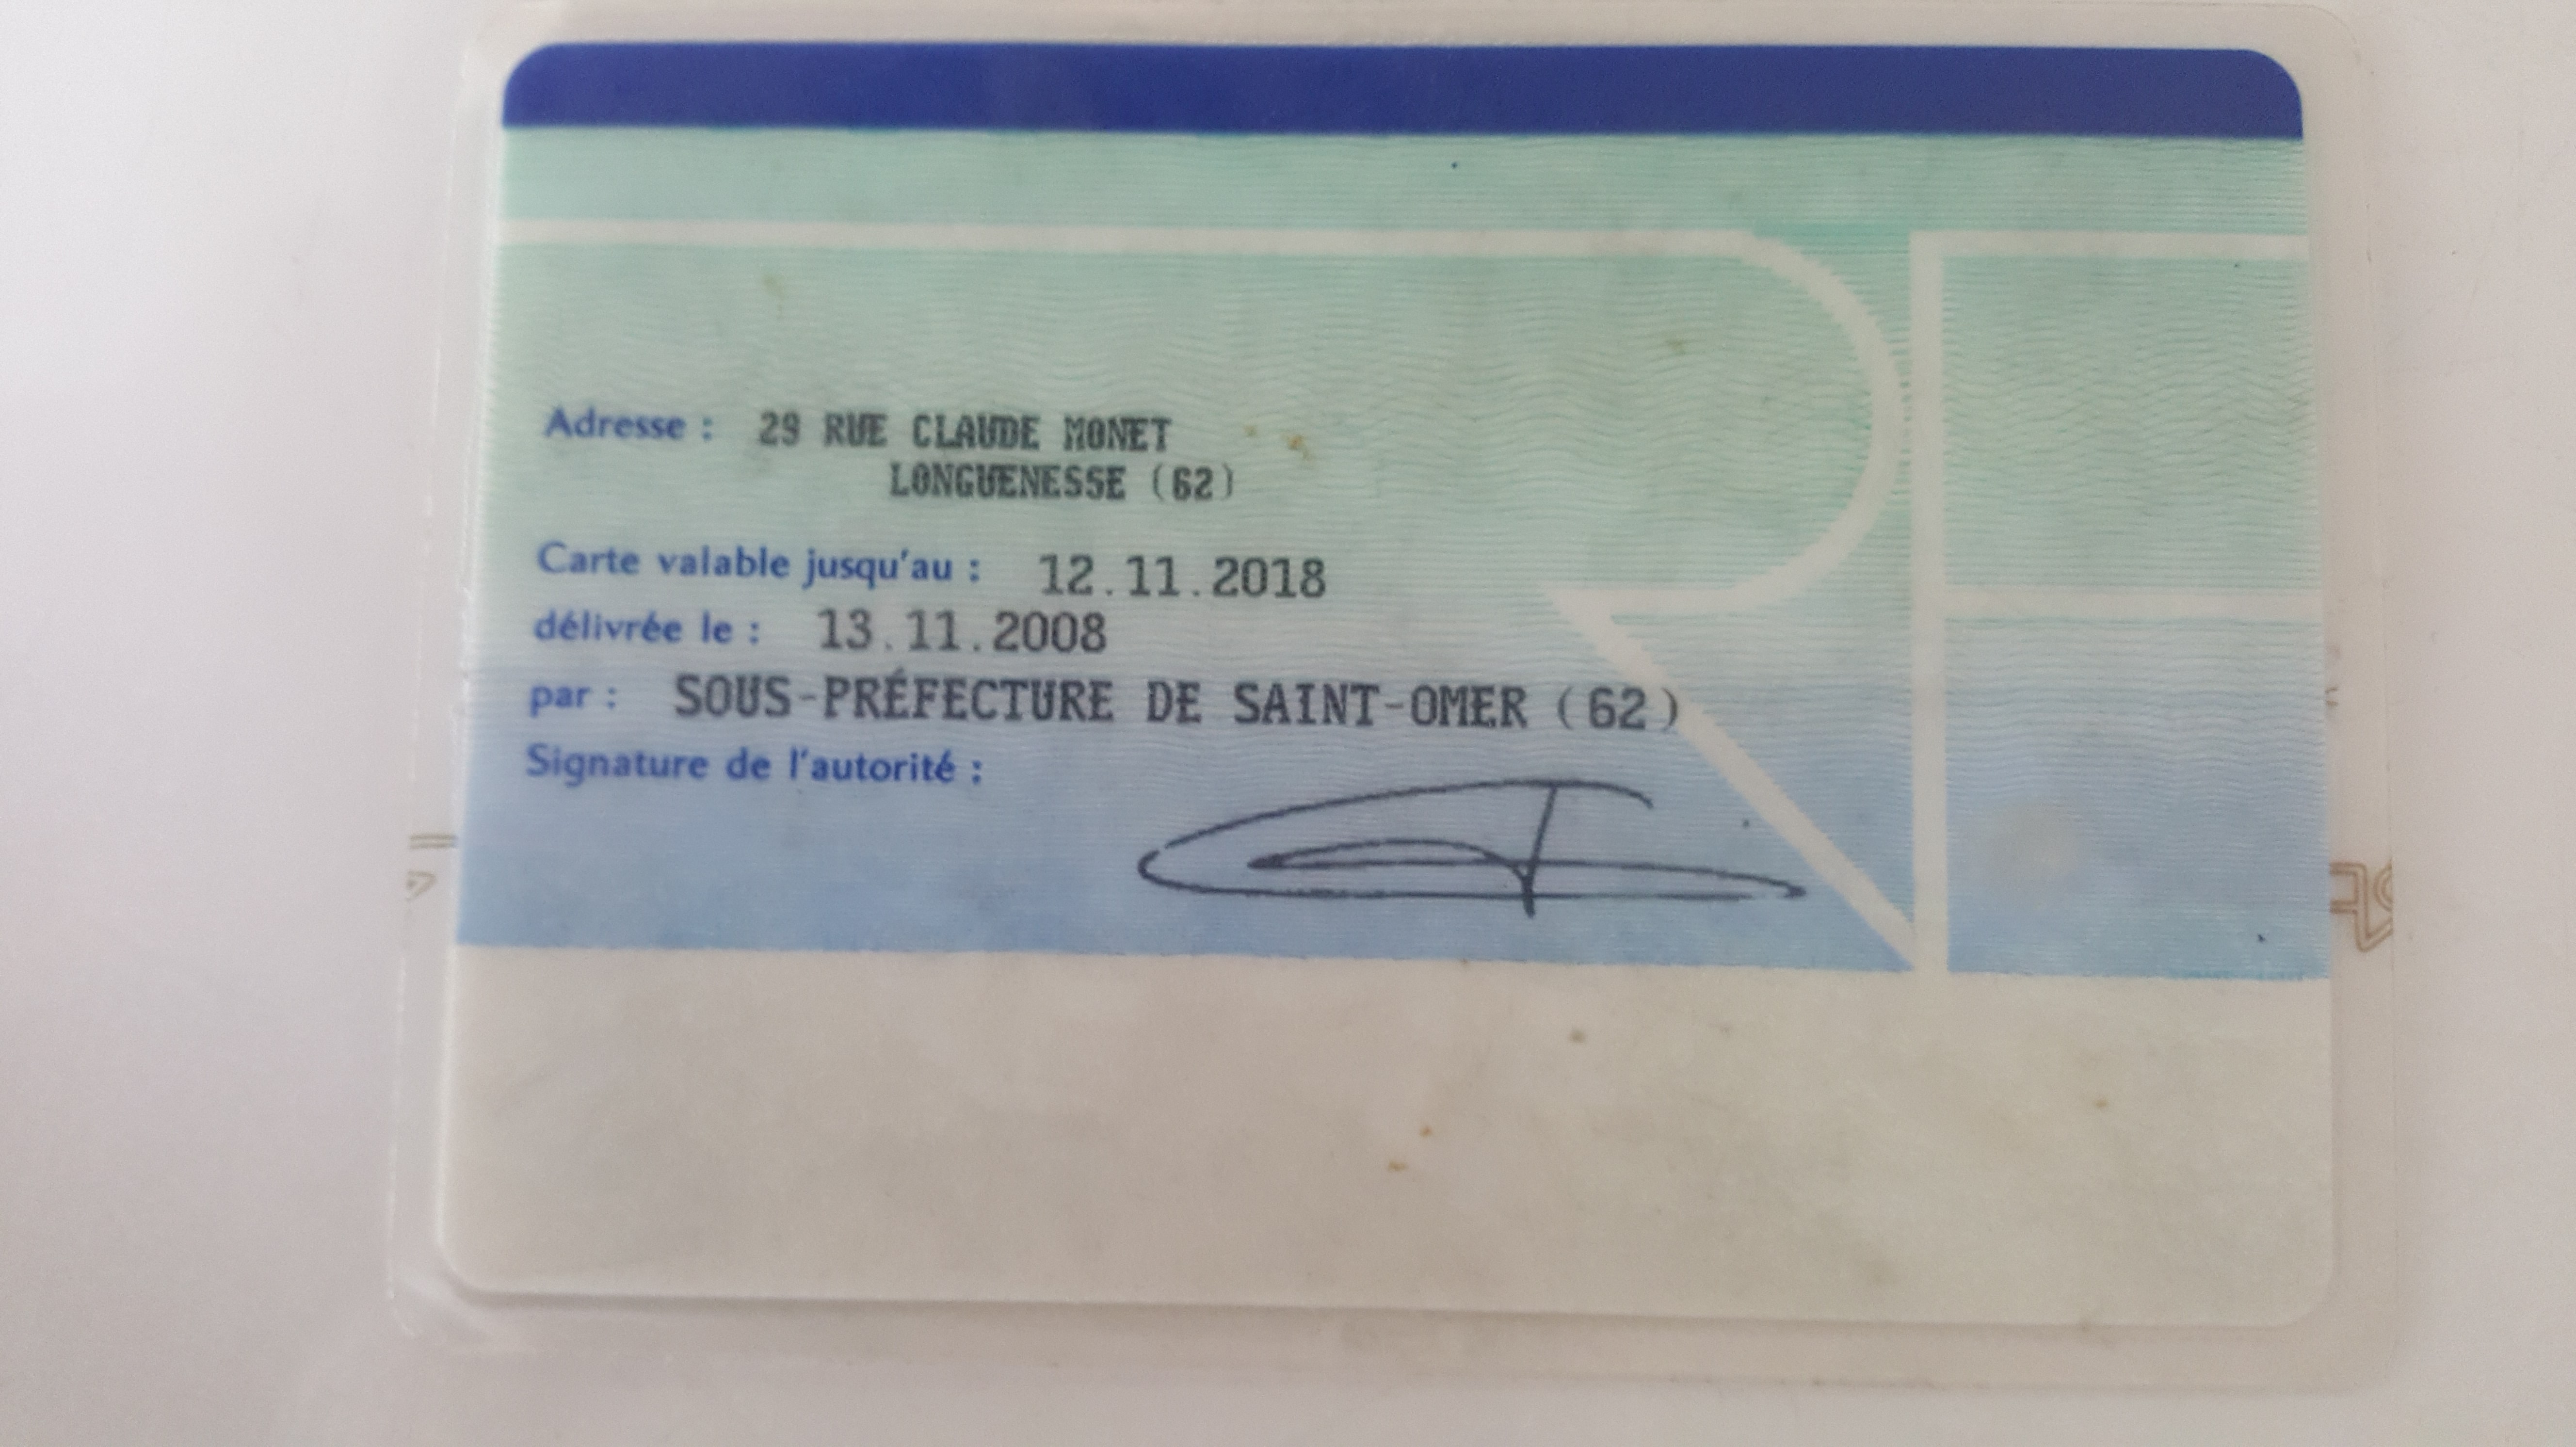 Adresse : 29 RUE CLAUDE MONET
LONGUENESSE (62)
Carte valable jusqu'au : 12.11.2018
délivrée le : 13.11.2008
par : SOUS-PRÉFECTURE DE SAINT-OMER (62)
Signature de l'autorité :
RF